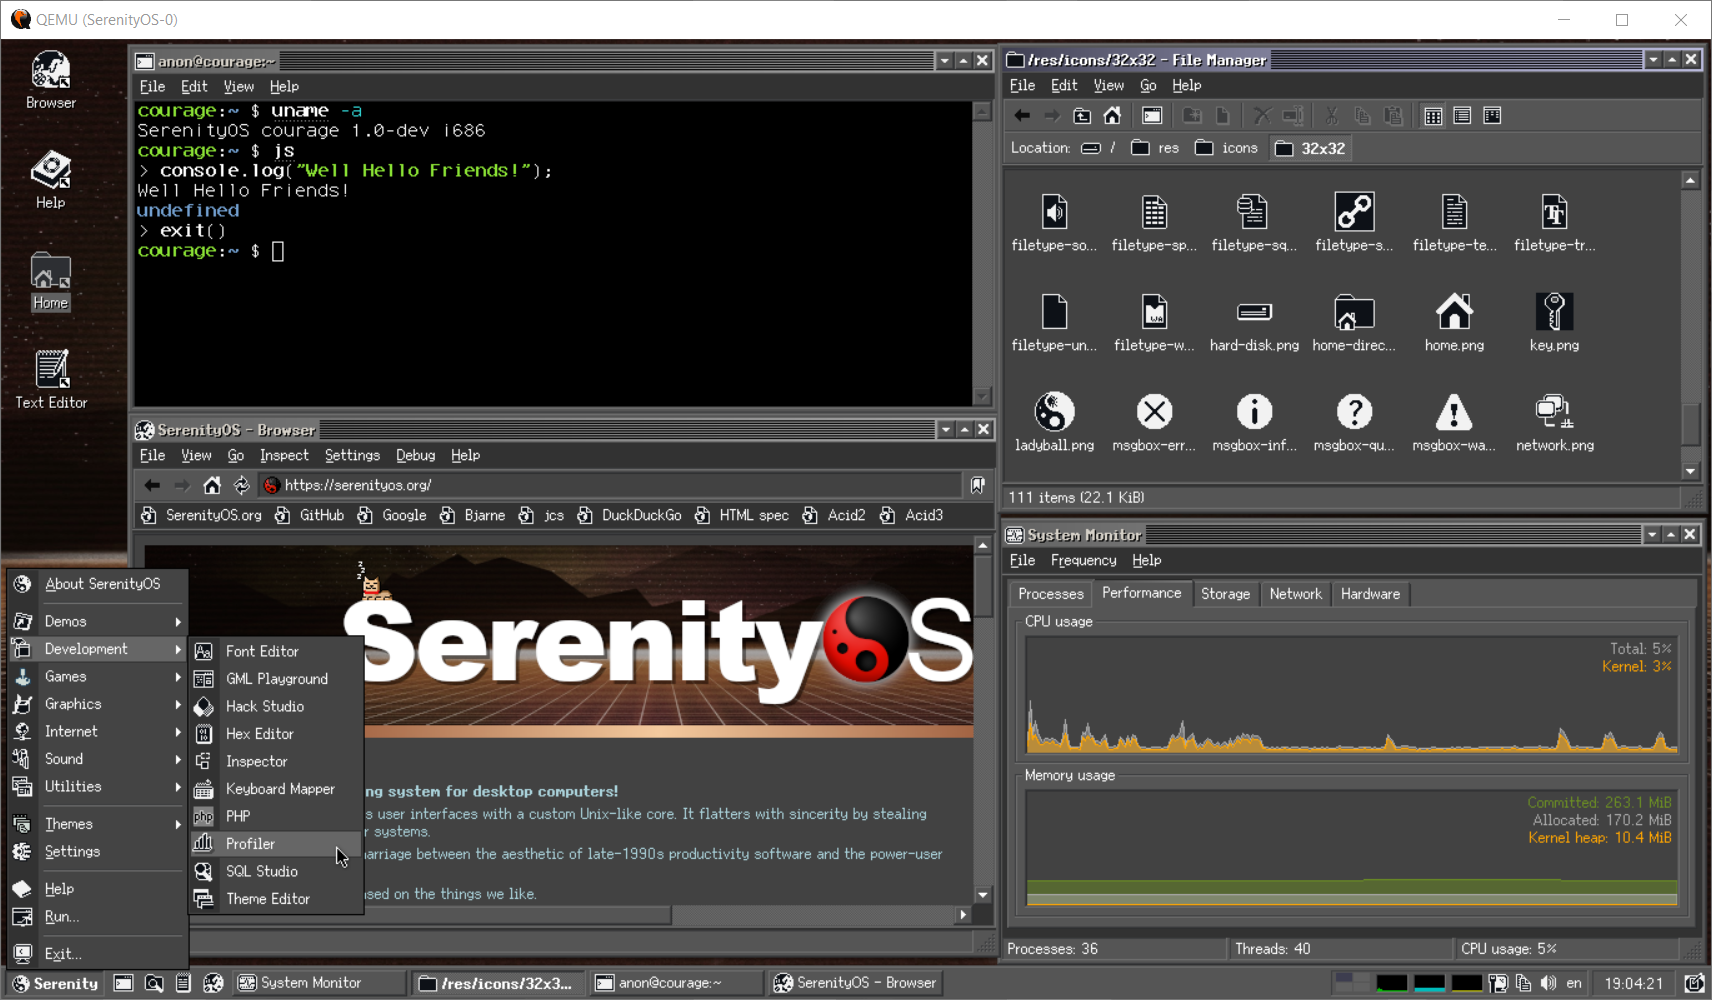 QEMU (SerenityOS-0)
Browser
Help
Home
Text Editor
anon@courage:~
File Edit View Help
courage:~ $ uname -a
SerenityOS courage 1.0-dev i686
courage:~ $ js
> console.log("Well Hello Friends!");
Well Hello Friends!
undefined
> exit()
courage:~ $
/res/icons/32x32 - File Manager
File Edit View Go Help
Location: / res icons 32x32
filetype-so... filetype-sp... filetype-sq... filetype-s... filetype-te... filetype-tr...
filetype-un... filetype-w... hard-disk.png home-direc... home.png key.png
ladyball.png msgbox-err... msgbox-inf... msgbox-qu... msgbox-wa... network.png
111 items (22.1 KiB)
SerenityOS - Browser
File View Go Inspect Settings Debug Help
https://serenityos.org/
SerenityOS.org GitHub Google Bjarne jcs DuckDuckGo HTML spec Acid2 Acid3
z
z
z
SerenityOS
ng system for desktop computers!
s user interfaces with a custom Unix-like core. It flatters with sincerity by stealing
r systems.
arriage between the aesthetic of late-1990s productivity software and the power-user
sed on the things we like.
System Monitor
File Frequency Help
Processes Performance Storage Network Hardware
CPU usage
Total: 5%
Kernel: 3%
Memory usage
Committed: 263.1 MiB
Allocated: 170.2 MiB
Kernel heap: 10.4 MiB
Processes: 36 Threads: 40 CPU usage: 5%
About SerenityOS
Demos
Development
Games
Graphics
Internet
Sound
Utilities
Themes
Settings
Help
Run...
Exit...
Font Editor
GML Playground
Hack Studio
Hex Editor
Inspector
Keyboard Mapper
php PHP
Profiler
SQL Studio
Theme Editor
Serenity System Monitor /res/icons/32x3... anon@courage:~ SerenityOS - Browser en 19:04:21